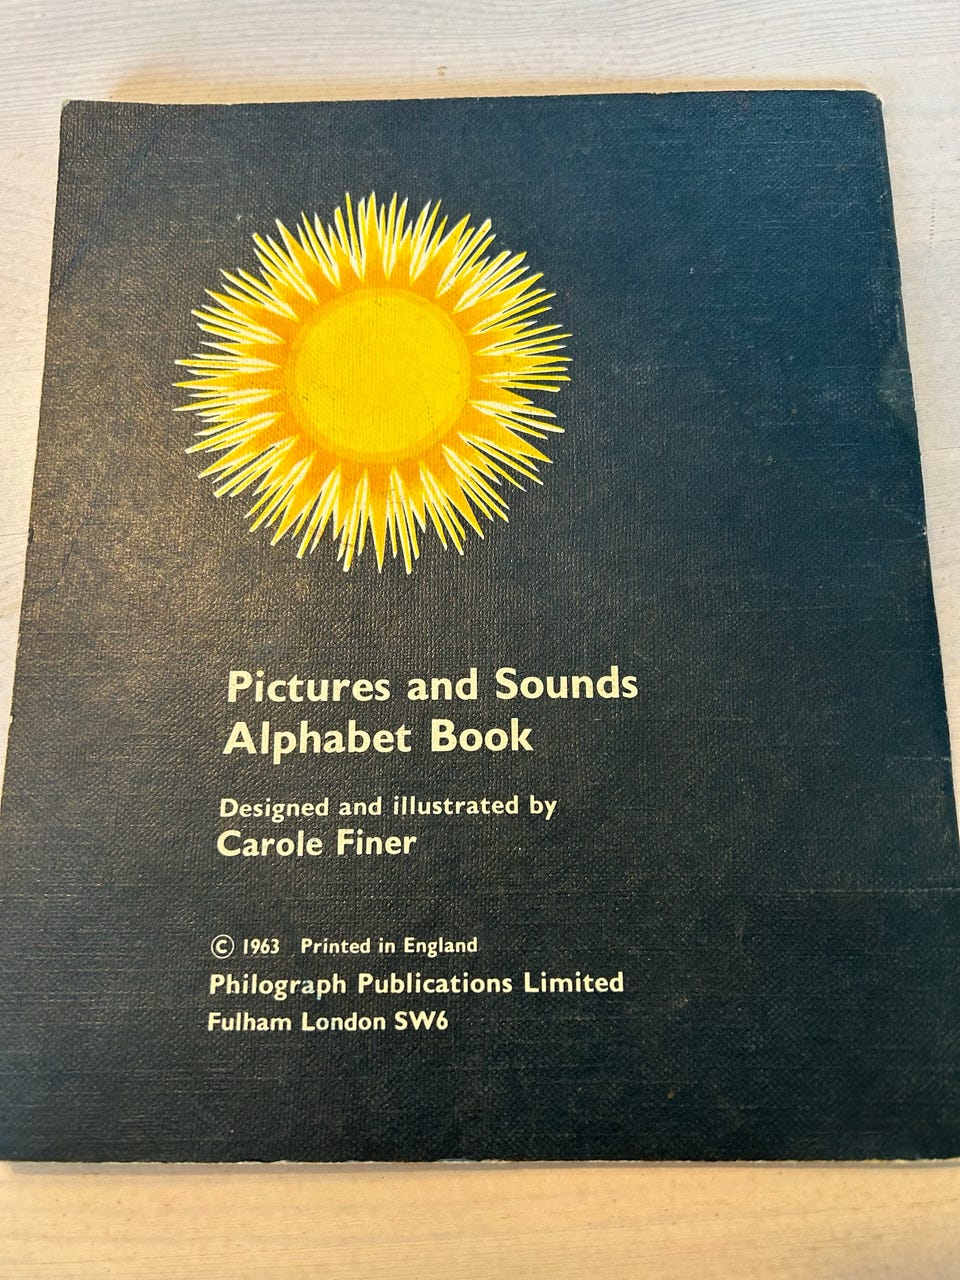 Pictures and Sounds
Alphabet Book
Designed and illustrated by
Carole Finer
© 1963 Printed in England
Philograph Publications Limited
Fulham London SW6